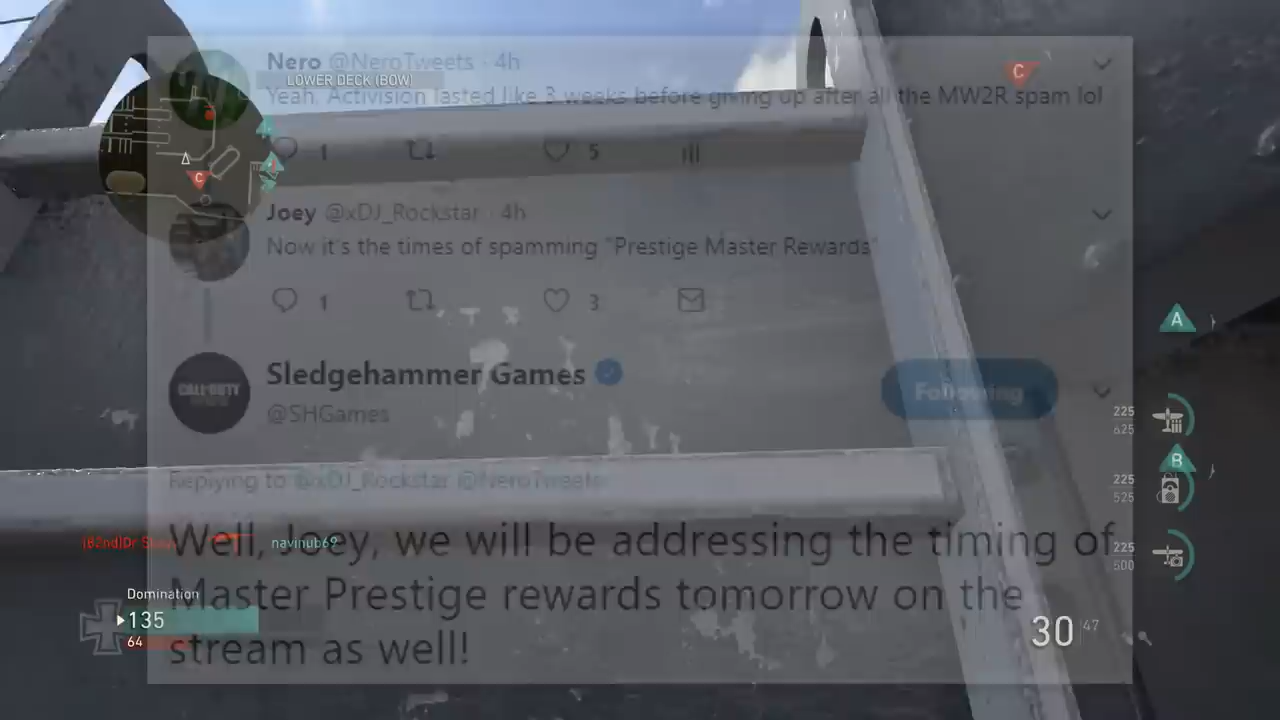 Nero @NeroTweets · 4h
LOWER DECK (BOW)
Yeah, Activision lasted like 3 weeks before giving up after all the MW2R spam lol
C
1 5
C
Joey @xDJ_Rockstar · 4h
Now it's the times of spamming "Prestige Master Rewards"
1 3
A
CALL OF DUTY
Sledgehammer Games
Following
@SHGames
225
625
B
Replying to @xDJ_Rockstar @NeroTweets
225
525
navinub69
Well, Joey, we will be addressing the timing of
225
500
Domination
Master Prestige rewards tomorrow on the
135
64
30 47
stream as well!